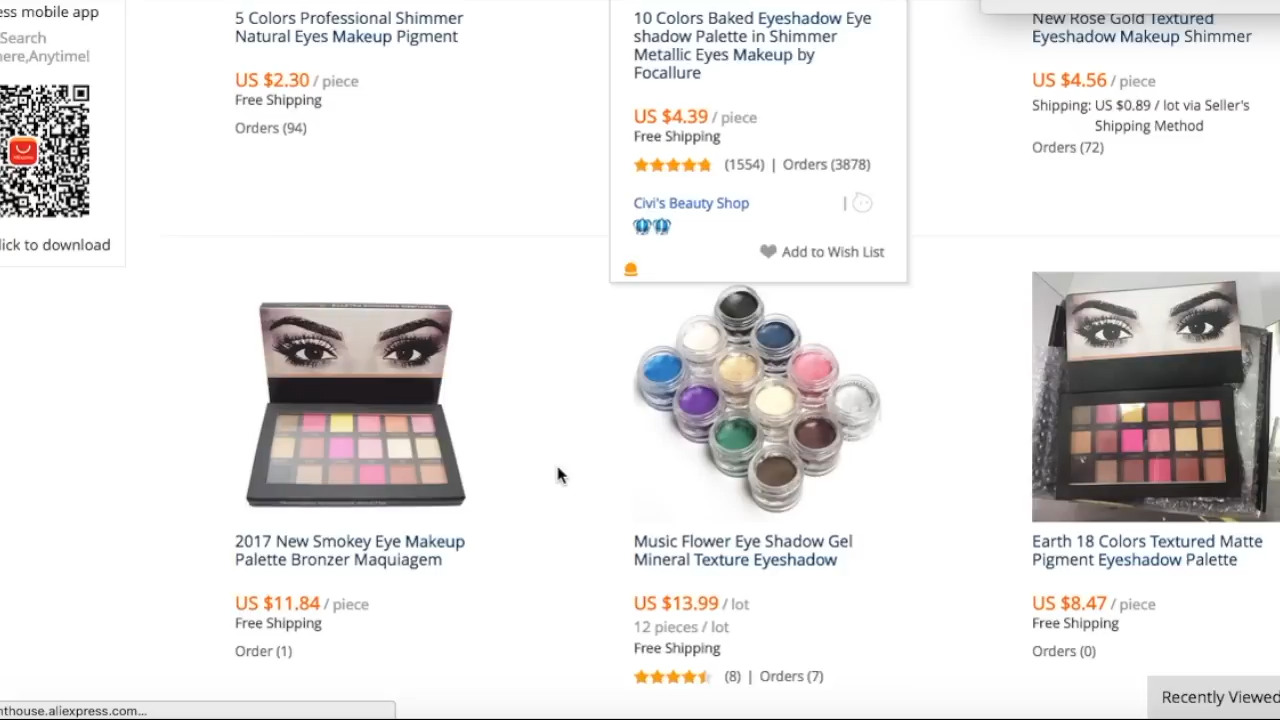 ess mobile app
Search
here,Anytime!
lick to download
5 Colors Professional Shimmer
Natural Eyes Makeup Pigment
US $2.30 / piece
Free Shipping
Orders (94)
10 Colors Baked Eyeshadow Eye
shadow Palette in Shimmer
Metallic Eyes Makeup by
Focallure
US $4.39 / piece
Free Shipping
(1554) | Orders (3878)
Civi's Beauty Shop
Add to Wish List
New Rose Gold Textured
Eyeshadow Makeup Shimmer
US $4.56 / piece
Shipping: US $0.89 / lot via Seller's
Shipping Method
Orders (72)
2017 New Smokey Eye Makeup
Palette Bronzer Maquiagem
US $11.84 / piece
Free Shipping
Order (1)
Music Flower Eye Shadow Gel
Mineral Texture Eyeshadow
US $13.99 / lot
12 pieces / lot
Free Shipping
(8) | Orders (7)
Earth 18 Colors Textured Matte
Pigment Eyeshadow Palette
US $8.47 / piece
Free Shipping
Orders (0)
Recently Viewed
nthouse.aliexpress.com...